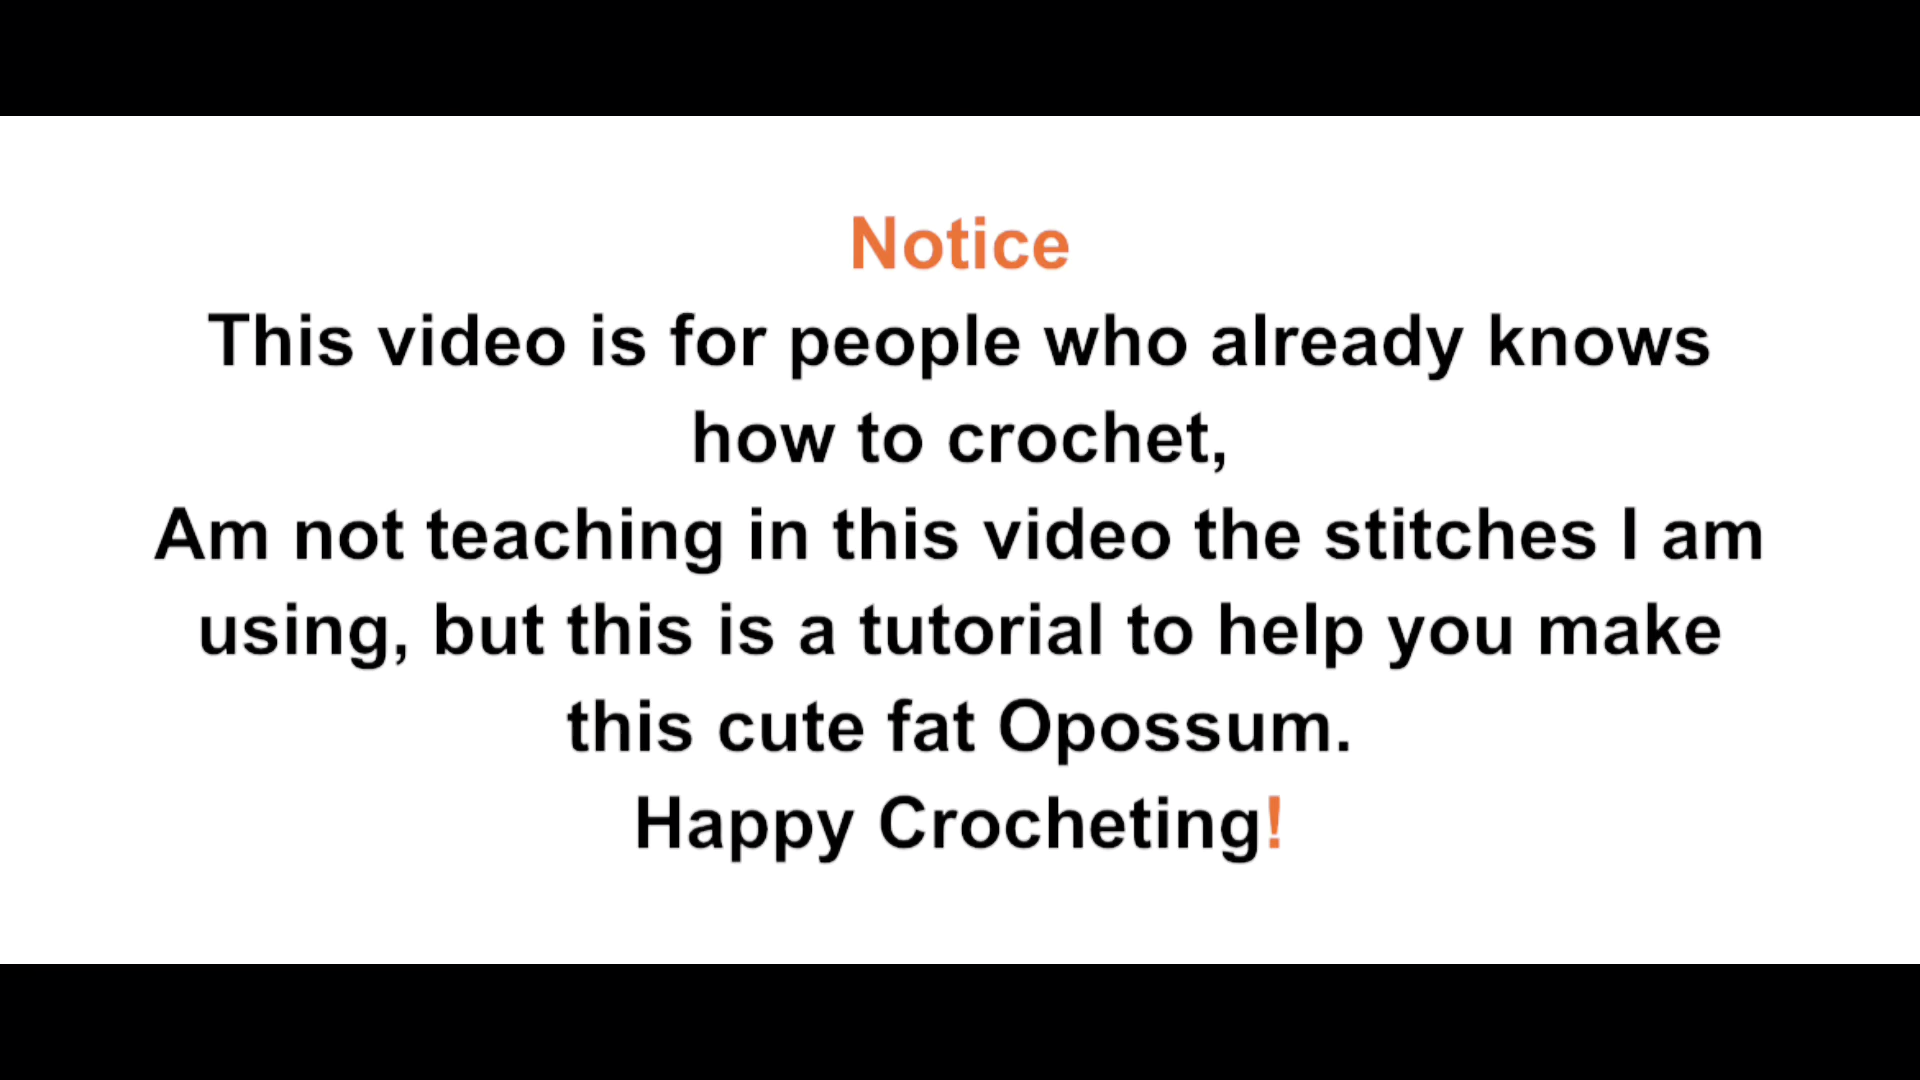 Notice
This video is for people who already knows
how to crochet,
Am not teaching in this video the stitches I am
using, but this is a tutorial to help you make
this cute fat Opossum.
Happy Crocheting!